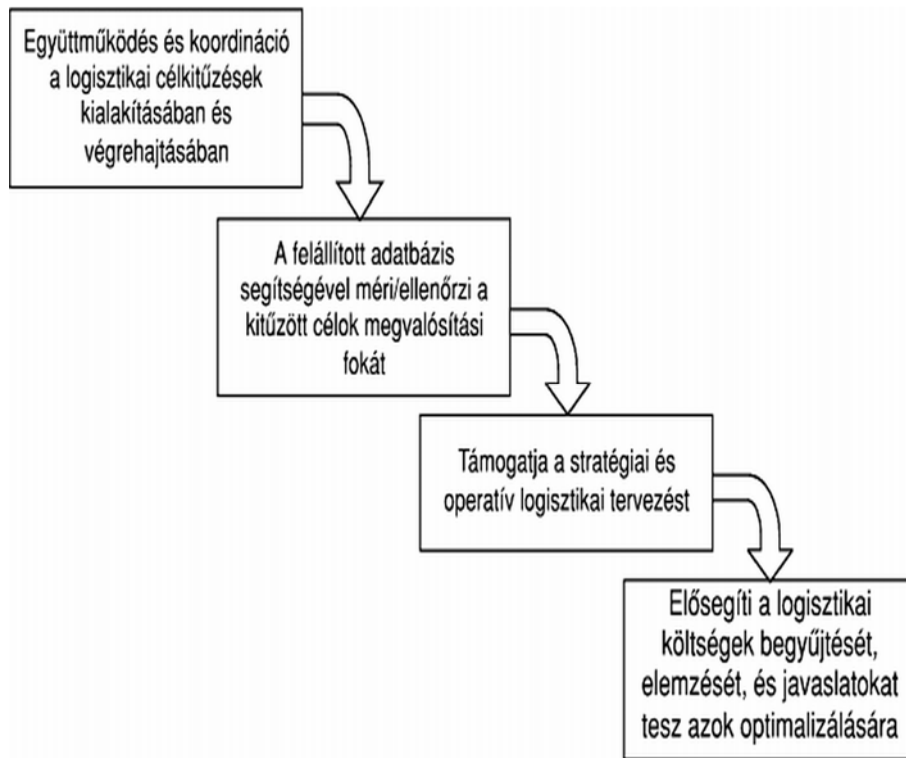 Együttműködés és koordináció
a logisztikai célkitűzések
kialakításában és
végrehajtásában
A felállított adatbázis
segítségével méri/ellenőrzi a
kitűzött célok megvalósítási
fokát
Támogatja a stratégiai és
operatív logisztikai tervezést
Elősegíti a logisztikai
költségek begyűjtését,
elemzését, és javaslatokat
tesz azok optimalizálására